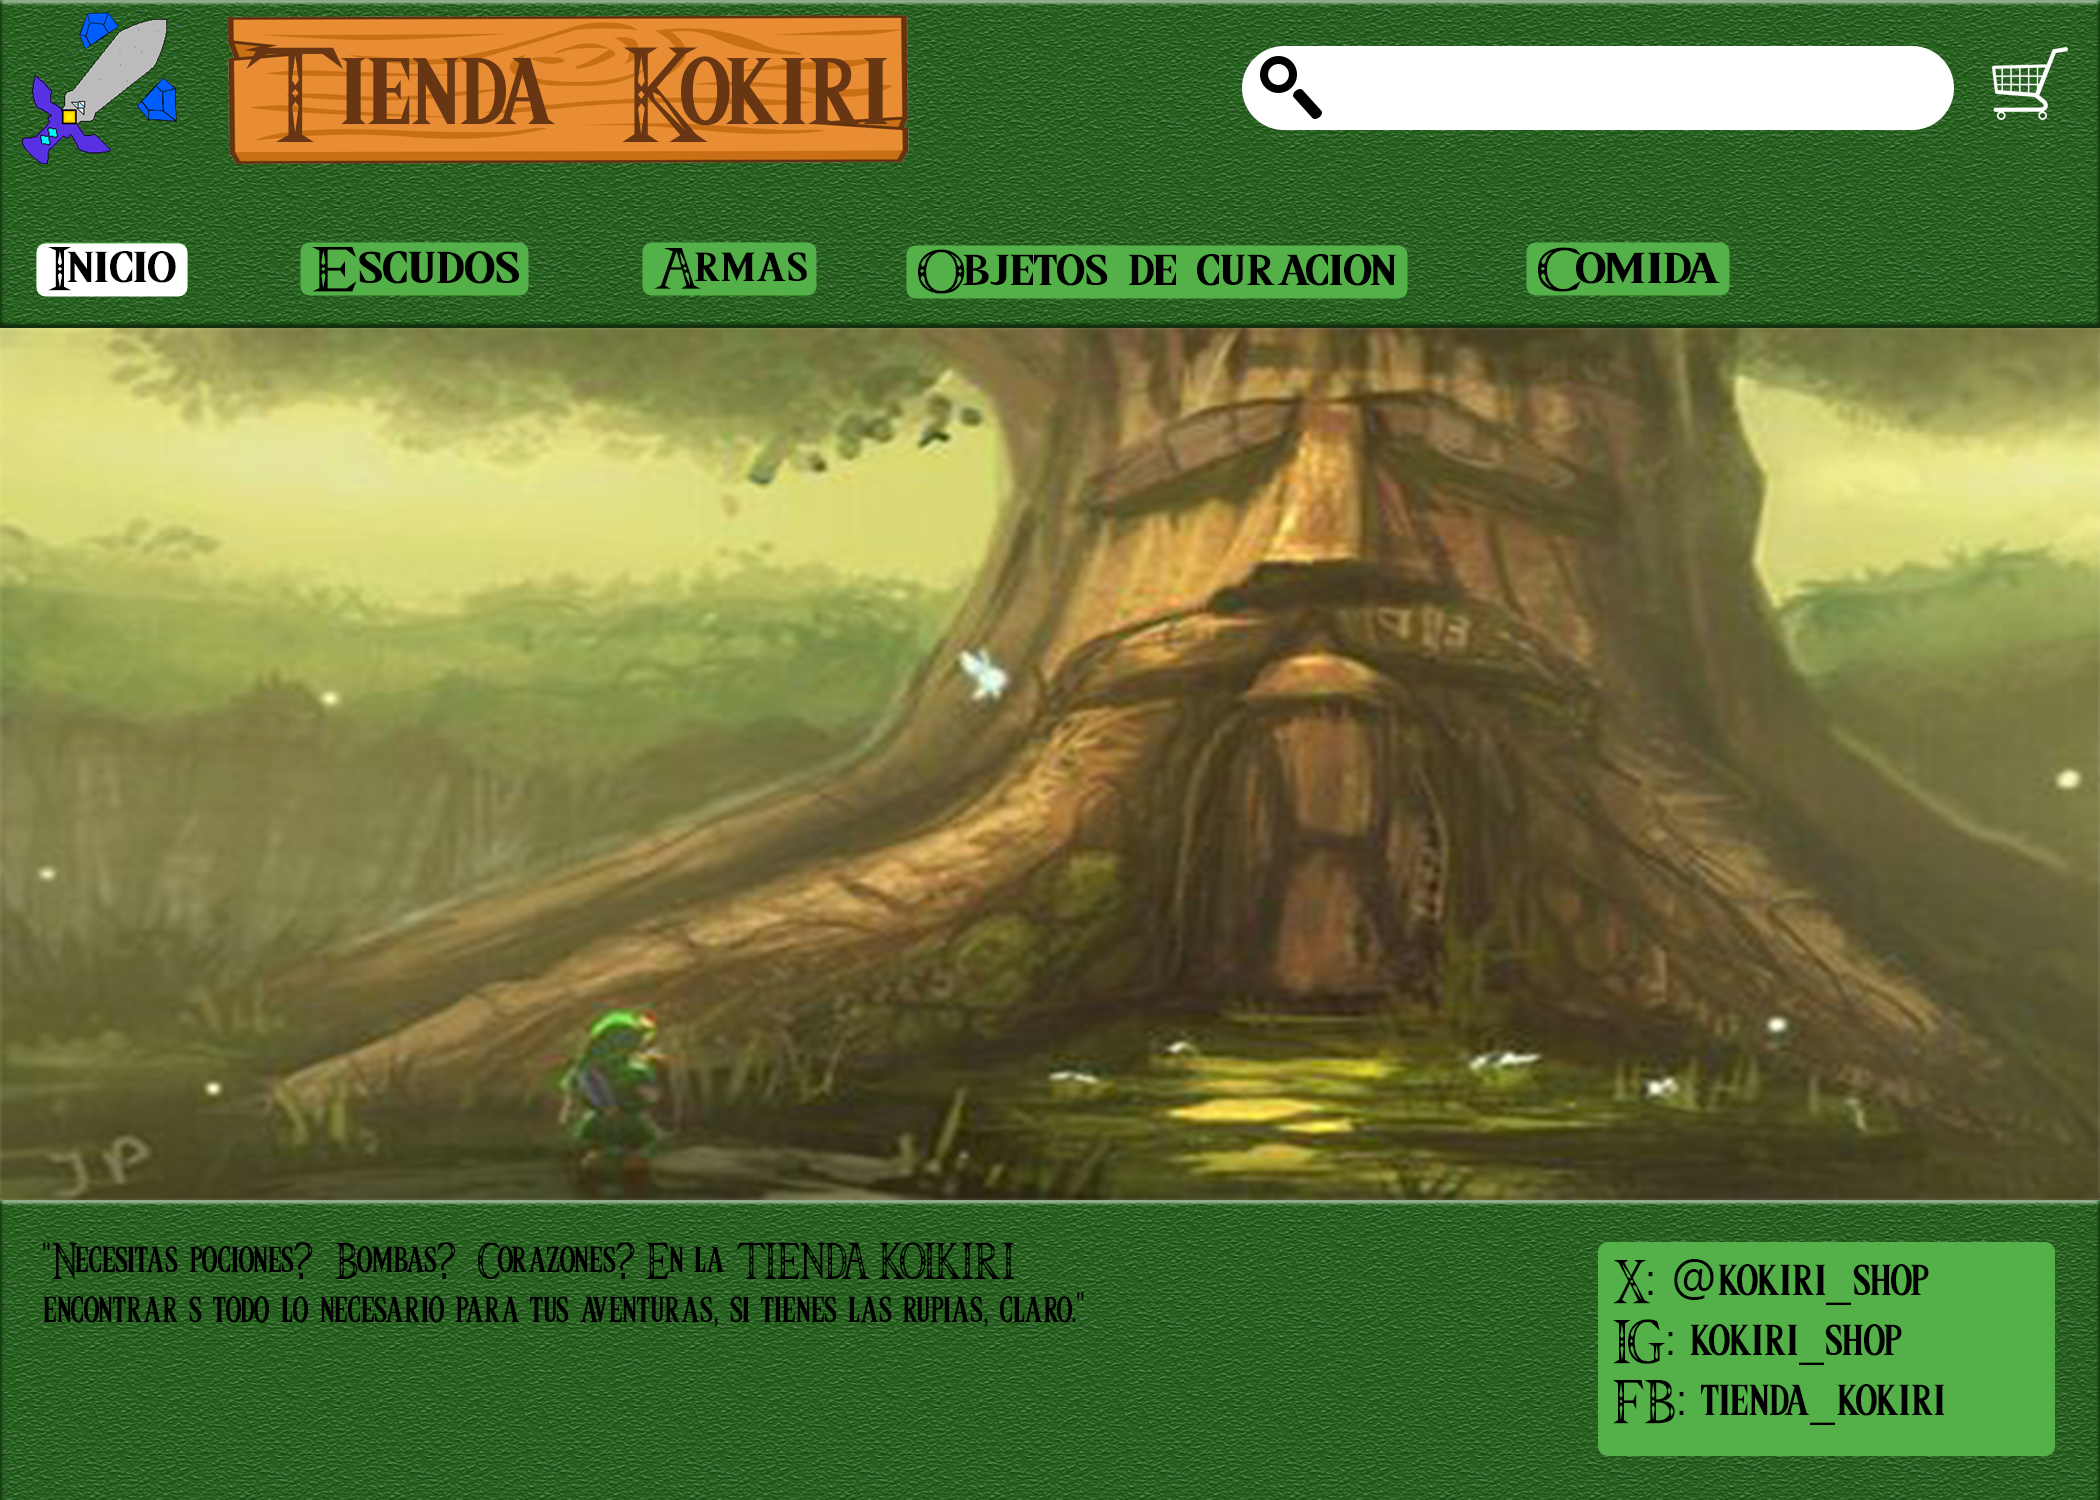 Tienda Kokiri
Inicio
Escudos
Armas
Objetos de curacion
Comida
JP
"Necesitas pociones? Bombas? Corazones? En la TIENDA KOIKIRI
encontrar s todo lo necesario para tus aventuras, si tienes las rupias, claro."
X: @kokiri_shop
IG: kokiri_shop
FB: tienda_kokiri